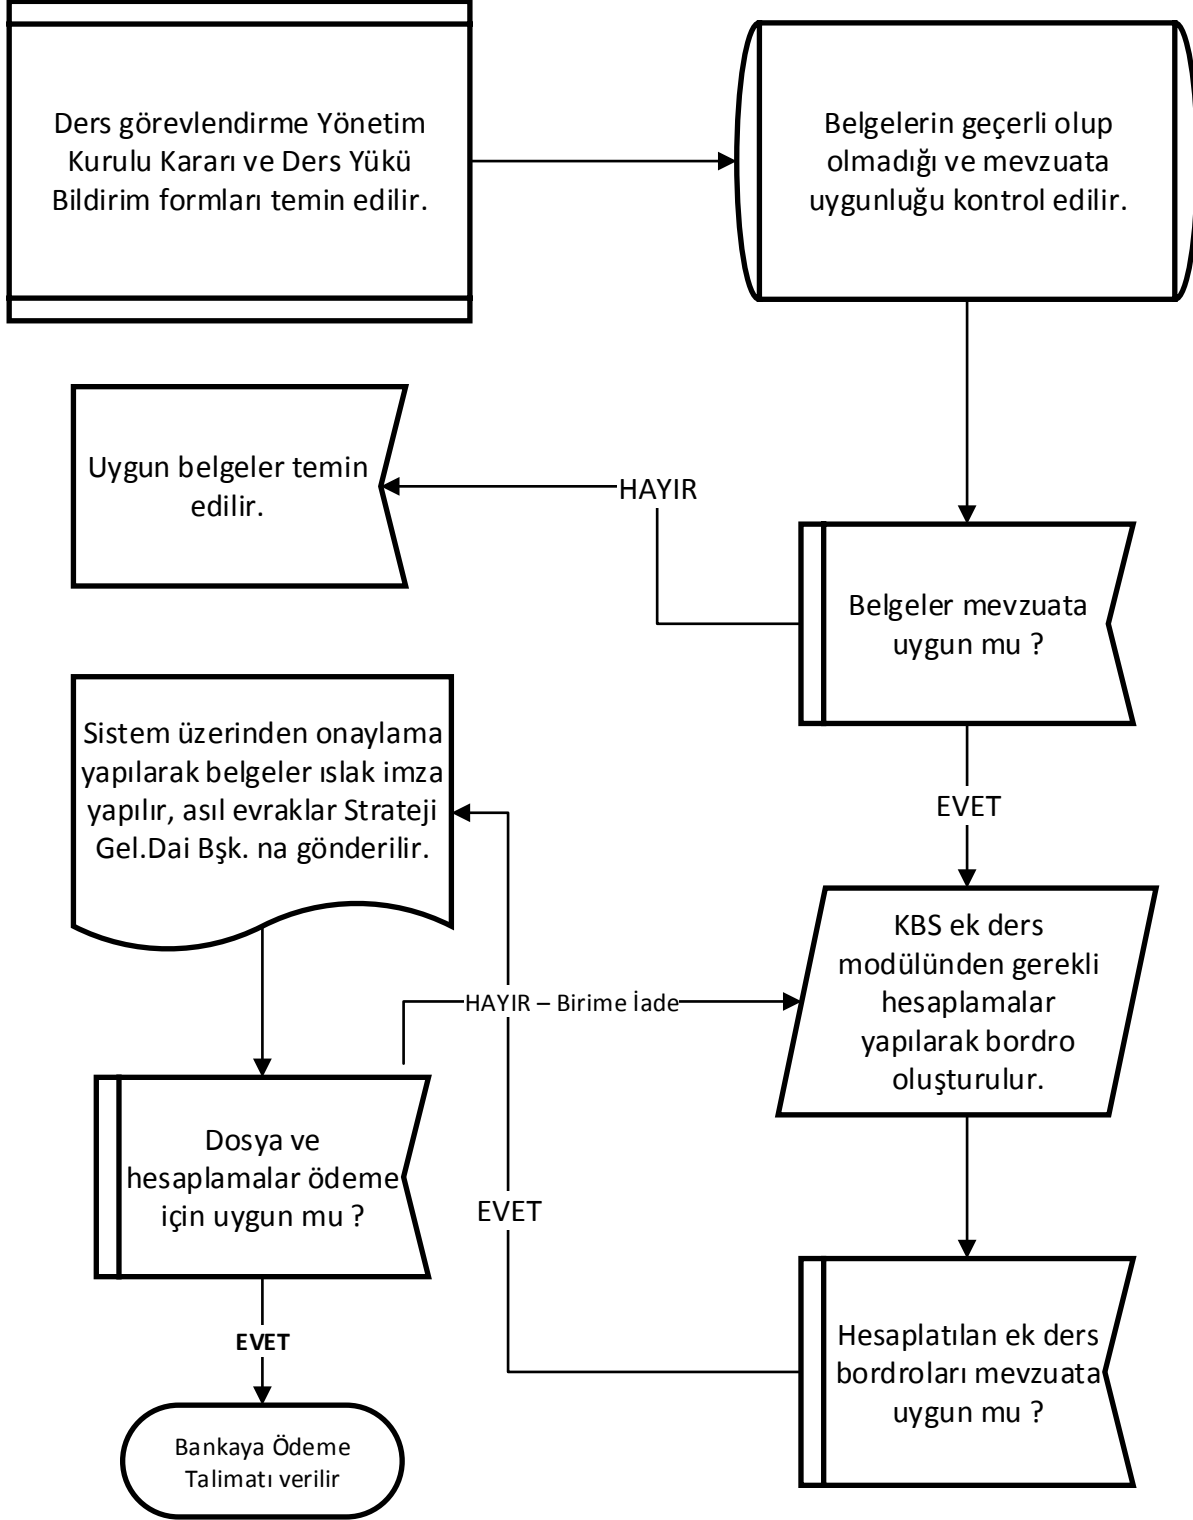 Ders görevlendirme Yönetim
Kurulu Kararı ve Ders Yükü
Bildirim formları temin edilir.
Belgelerin geçerli olup
olmadığı ve mevzuata
uygunluğu kontrol edilir.
Uygun belgeler temin
edilir.
HAYIR
Belgeler mevzuata
uygun mu ?
EVET
Sistem üzerinden onaylama
yapılarak belgeler ıslak imza
yapılır, asıl evraklar Strateji
Gel.Dai Bşk. na gönderilir.
KBS ek ders
modülünden gerekli
hesaplamalar
yapılarak bordro
oluşturulur.
HAYIR – Birime İade
Dosya ve
hesaplamalar ödeme
için uygun mu ?
EVET
Hesaplatılan ek ders
bordroları mevzuata
uygun mu ?
EVET
Bankaya Ödeme
Talimatı verilir